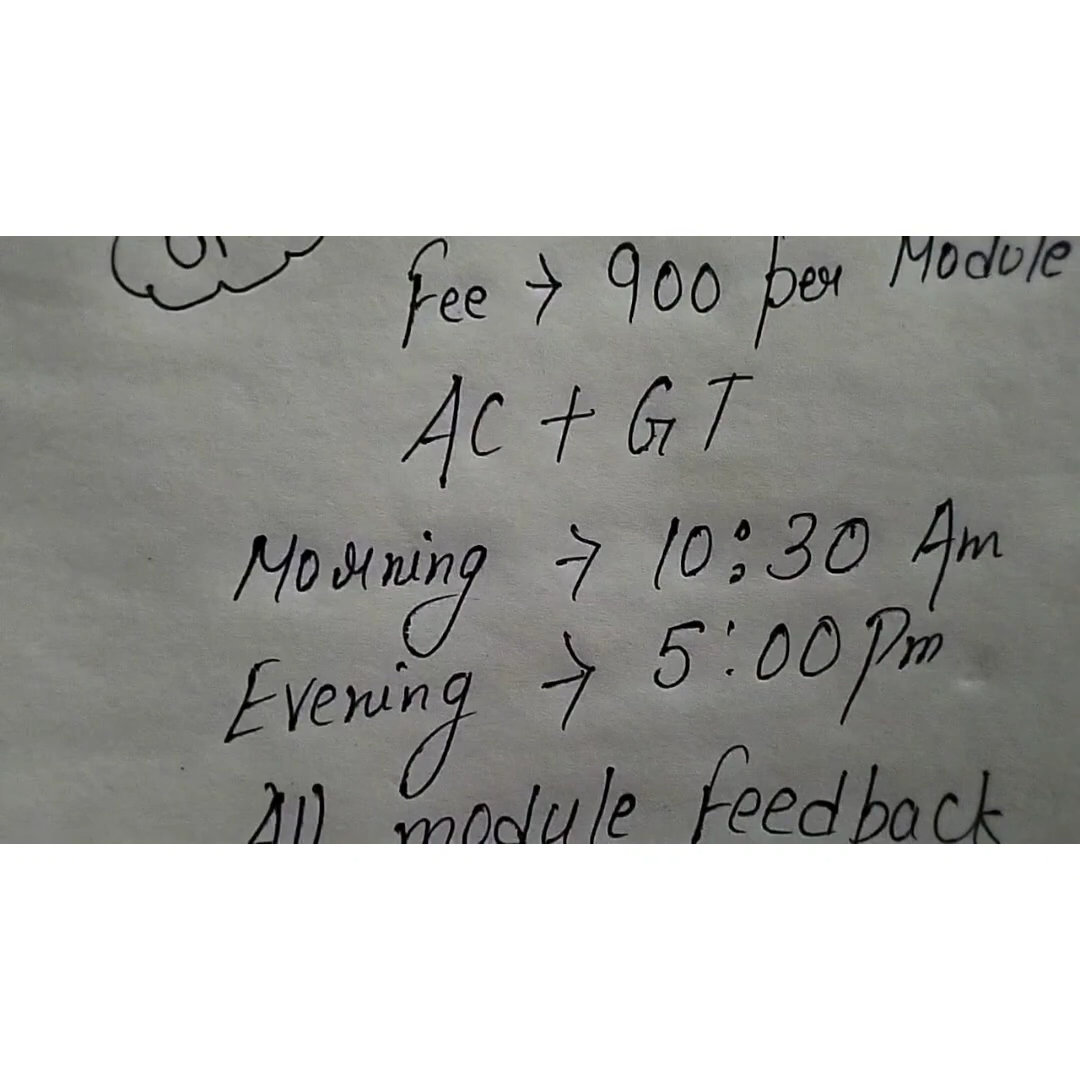 Fee → 900 per Module
AC + GT
Morning → 10:30 Am
Evening → 5:00 Pm
All module Feedback